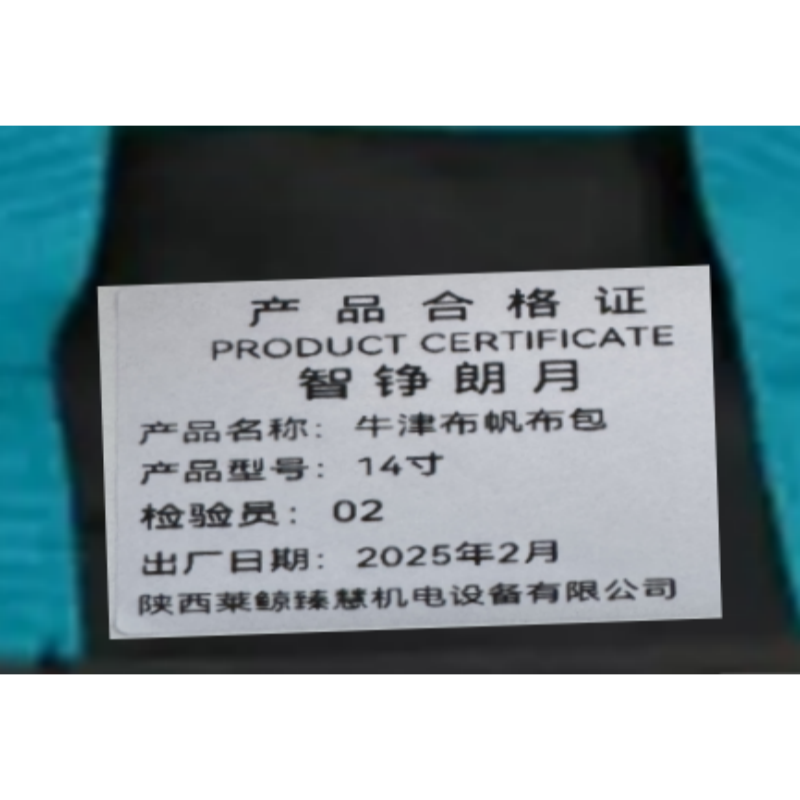 产品合格证
PRODUCT CERTIFICATE
智铮朗月
产品名称：牛津布帆布包
产品型号：14寸
检验员：02
出厂日期：2025年2月
陕西莱鲸臻慧机电设备有限公司